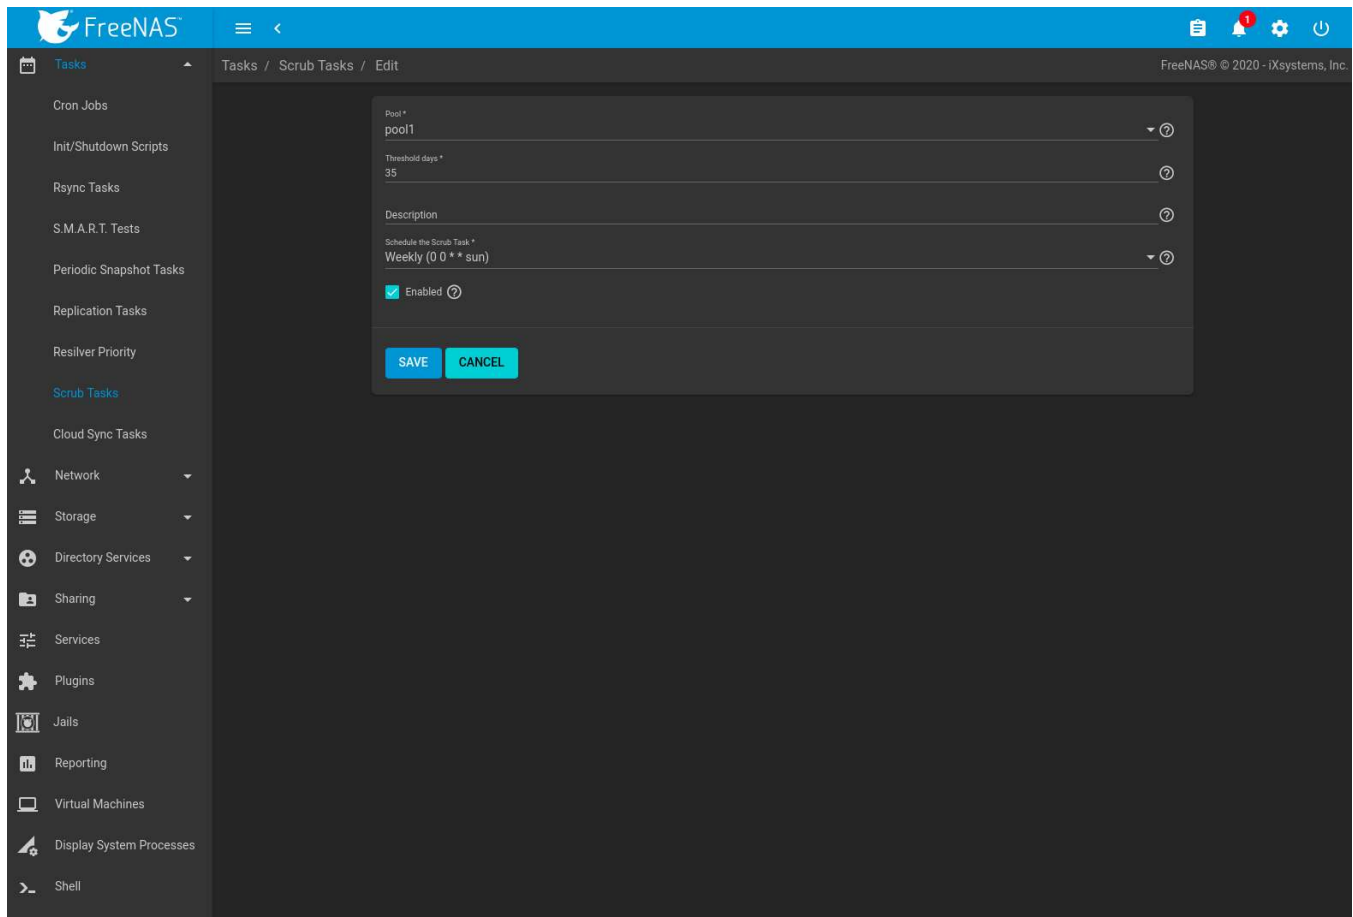 FreeNAS™
1
Tasks
Tasks / Scrub Tasks / Edit
FreeNAS® © 2020 - iXsystems, Inc.
Cron Jobs
Init/Shutdown Scripts
Rsync Tasks
S.M.A.R.T. Tests
Periodic Snapshot Tasks
Replication Tasks
Resilver Priority
Scrub Tasks
Cloud Sync Tasks
Network
Storage
Directory Services
Sharing
Services
Plugins
Jails
Reporting
Virtual Machines
Display System Processes
Shell
Pool *
pool1
Threshold days *
35
Description
Schedule the Scrub Task *
Weekly (0 0 * * sun)
Enabled
SAVE
CANCEL